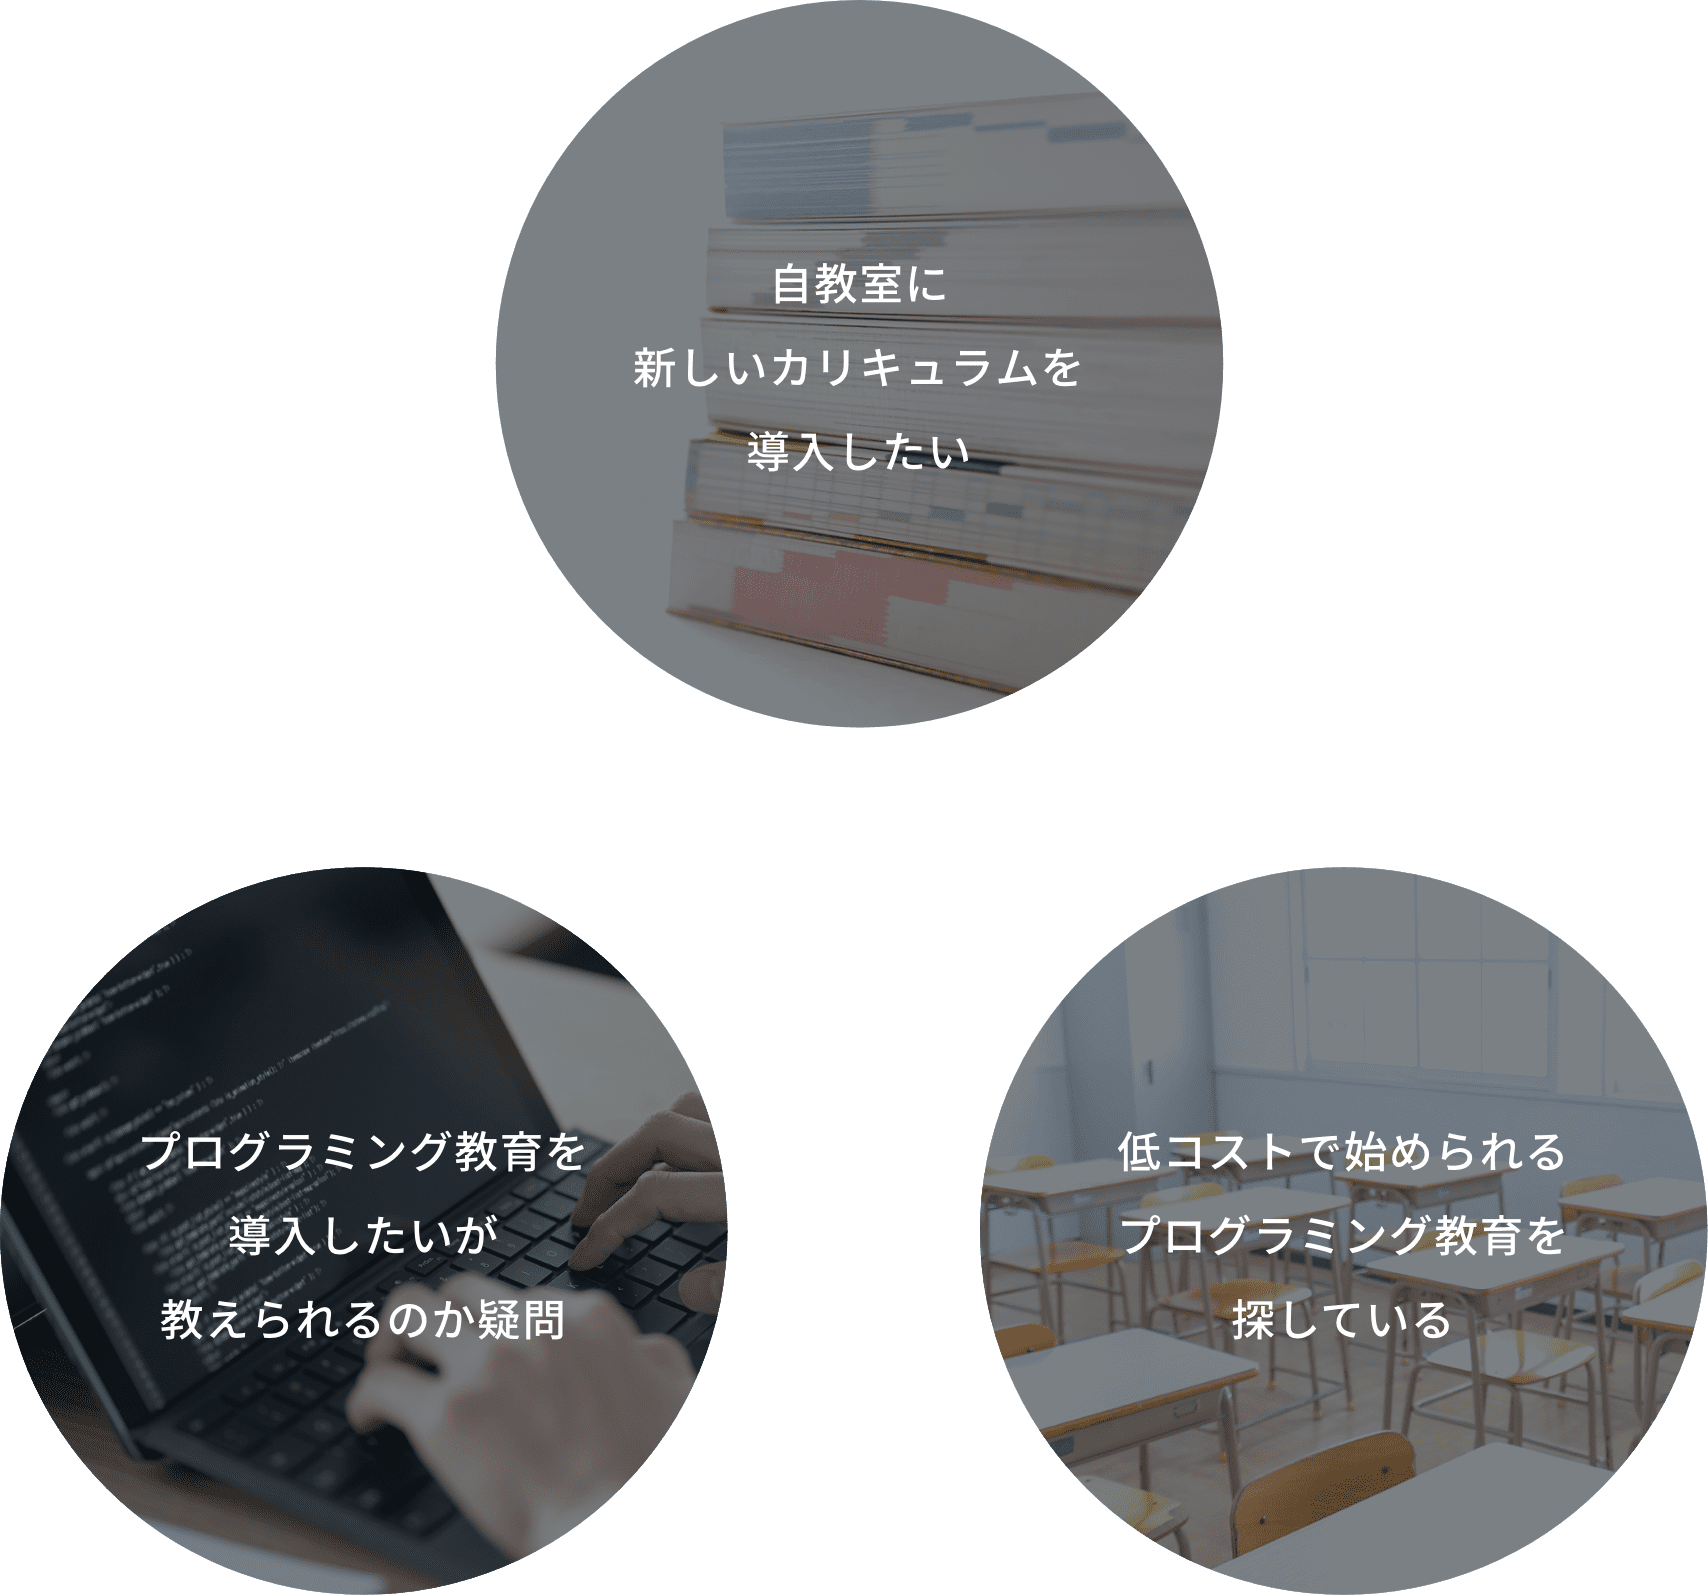 自教室に
新しいカリキュラムを
導入したい
プログラミング教育を
導入したいが
教えられるのか疑問
低コストで始められる
プログラミング教育を
探している